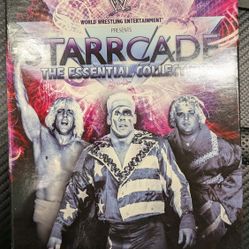 W
WORLD WRESTLING ENTERTAINMENT
PRESENTS
STARRCADE
THE ESSENTIAL COLLECTION